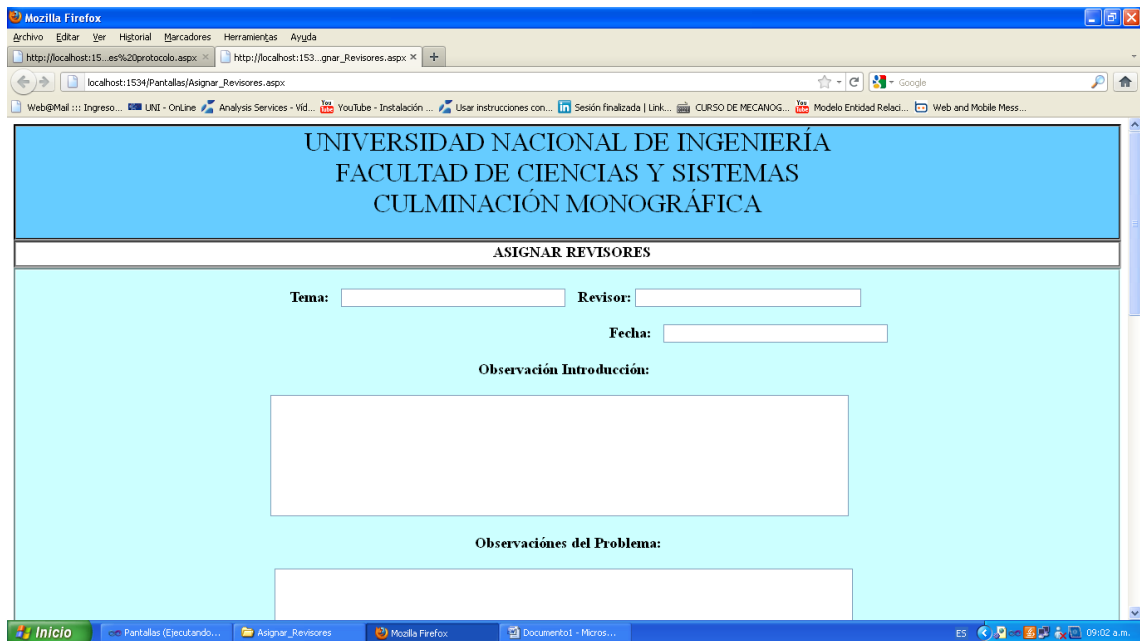 Mozilla Firefox
Archivo Editar Ver Historial Marcadores Herramientas Ayuda
http://localhost:15...es%20protocolo.aspx × http://localhost:153...gnar_Revisores.aspx × +
localhost:1534/Pantallas/Asignar_Revisores.aspx Google
Web@Mail ::: Ingreso... UNI - OnLine Analysis Services - Víd... YouTube - Instalación ... Usar instrucciones con... Sesión finalizada | Link... CURSO DE MECANOG... Modelo Entidad Relaci... Web and Mobile Mess...
UNIVERSIDAD NACIONAL DE INGENIERÍA
FACULTAD DE CIENCIAS Y SISTEMAS
CULMINACIÓN MONOGRÁFICA
ASIGNAR REVISORES
Tema: Revisor:
Fecha:
Observación Introducción:
Observaciónes del Problema:
Inicio Pantallas (Ejecutando... Asignar_Revisores Mozilla Firefox Documento1 - Micros... ES 09:02 a.m.